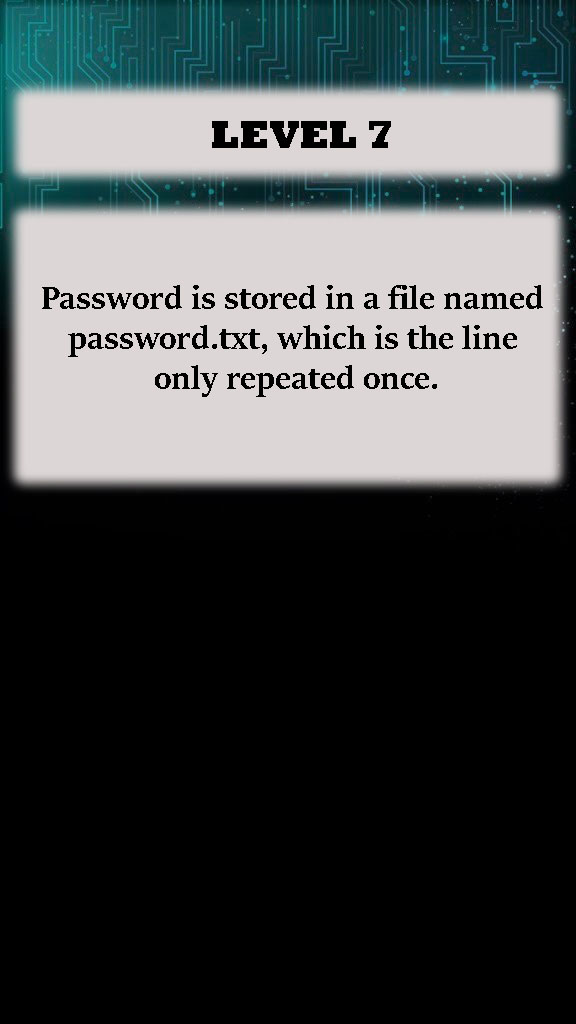 LEVEL 7
Password is stored in a file named
password.txt, which is the line
only repeated once.